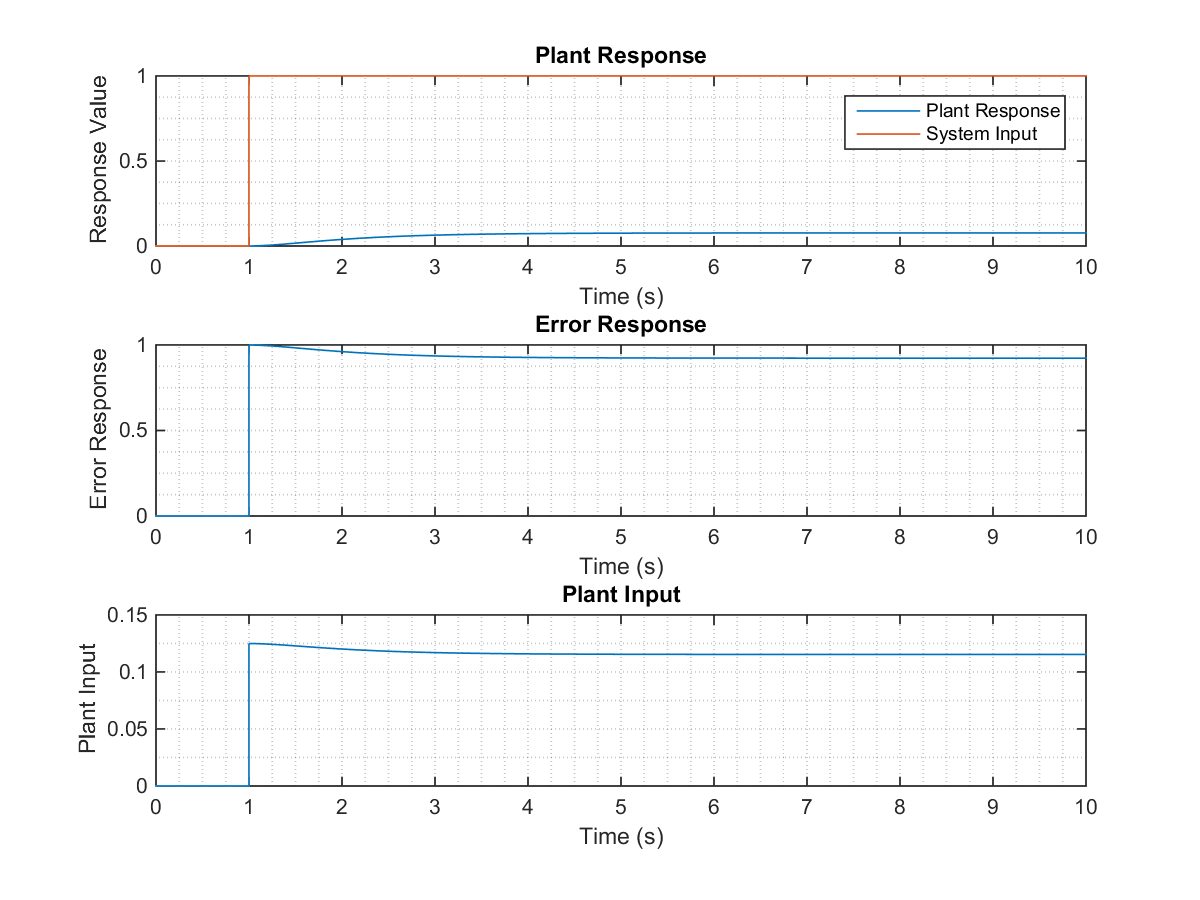 Plant Response
Response Value
1
0.5
0
Plant Response
System Input
0 1 2 3 4 5 6 7 8 9 10
Time (s)
Error Response
Error Response
1
0.5
0
0 1 2 3 4 5 6 7 8 9 10
Time (s)
Plant Input
Plant Input
0.15
0.1
0.05
0
0 1 2 3 4 5 6 7 8 9 10
Time (s)